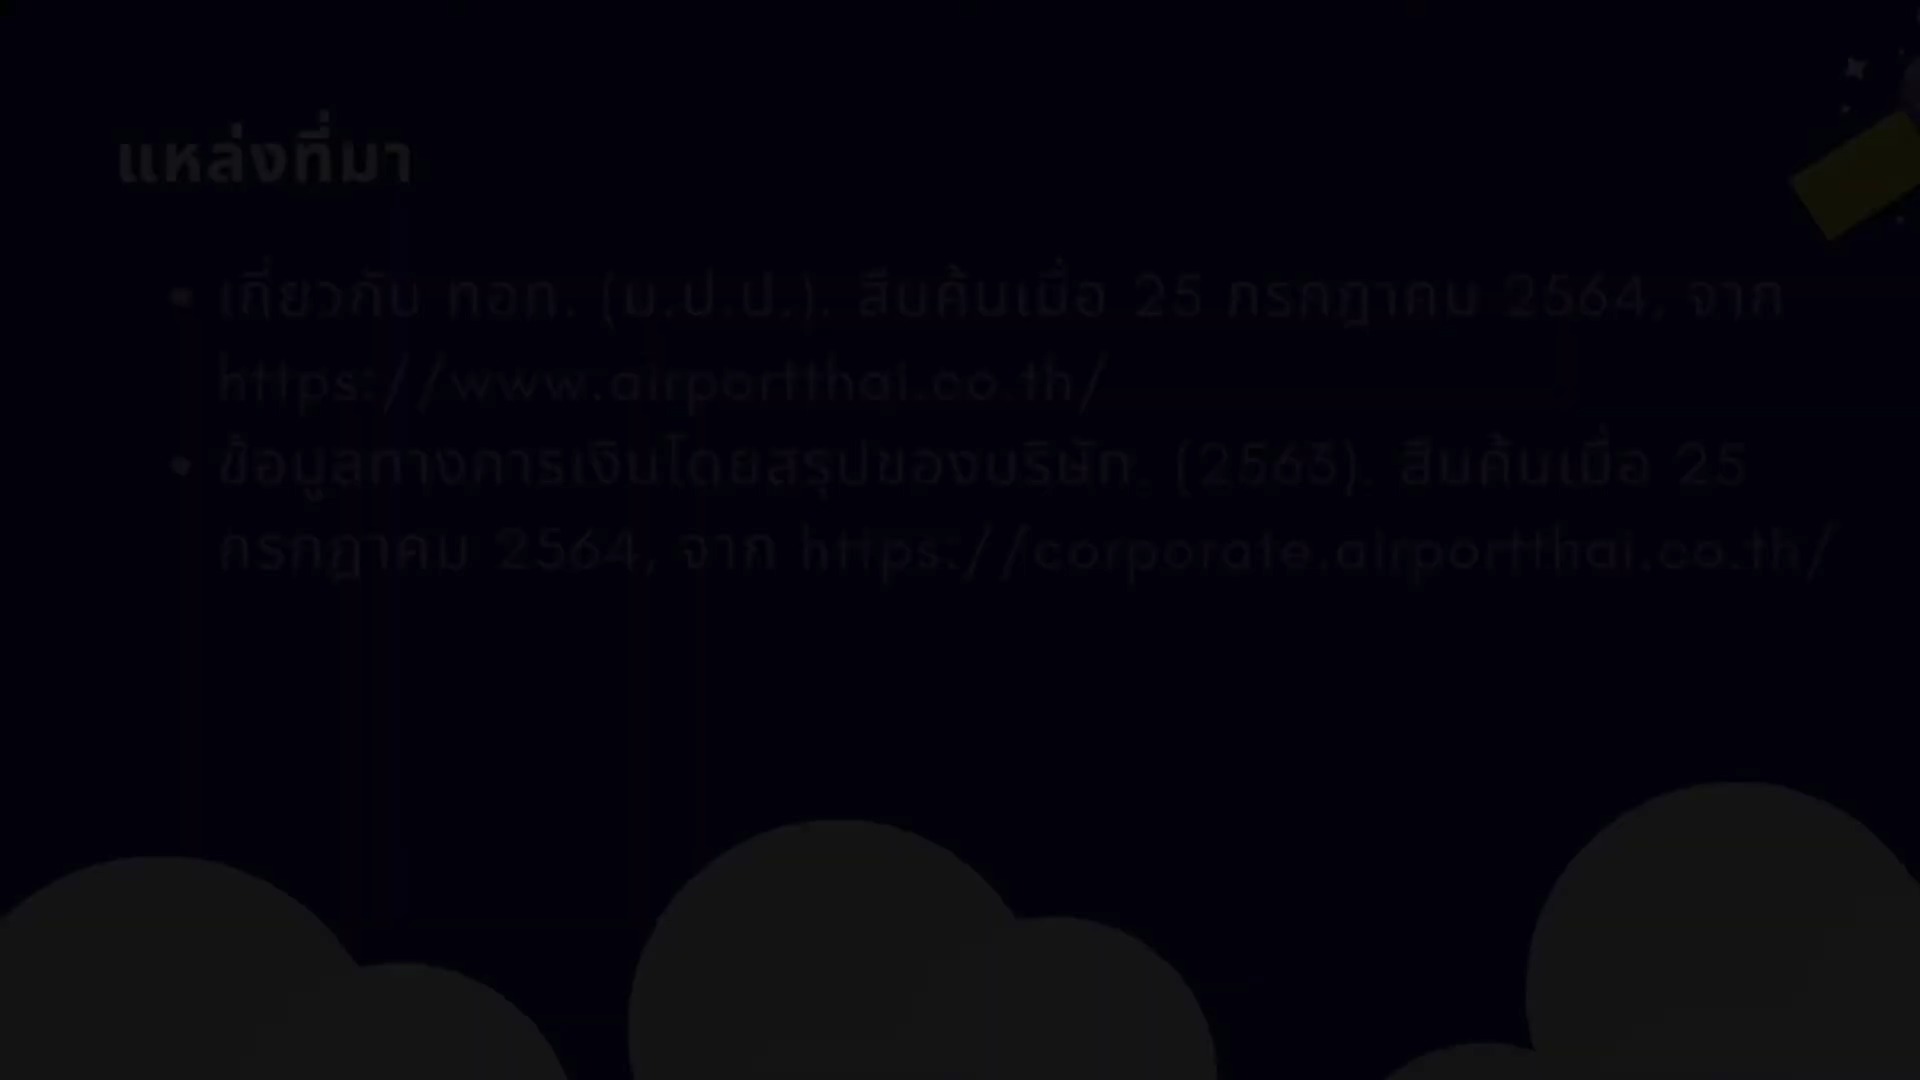 แหล่งที่มา
เกี่ยวกับ ทอท. (ม.ป.ป.). สืบค้นเมื่อ 25 กรกฎาคม 2564, จาก
https://www.airportthai.co.th/
ข้อมูลทางการเงินโดยสรุปของบริษัท. (2563). สืบค้นเมื่อ 25
กรกฎาคม 2564, จาก https://corporate.airportthai.co.th/